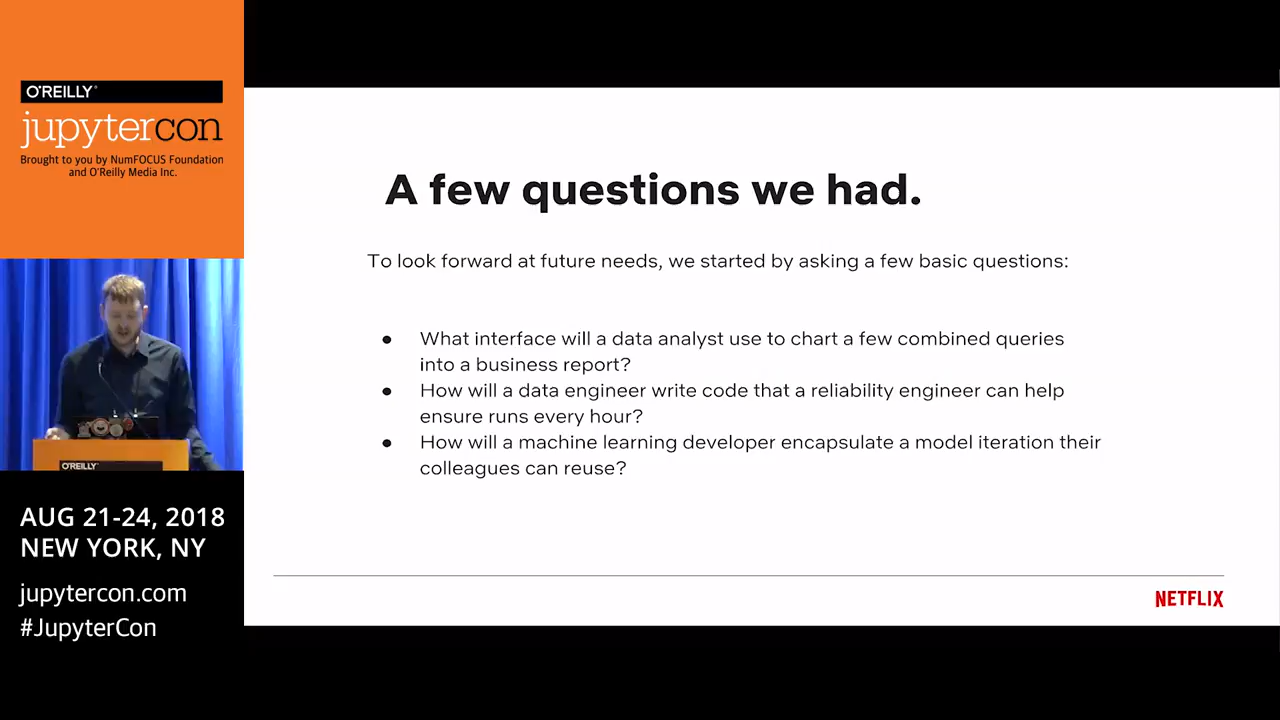 O'REILLY®
jupytercon
Brought to you by NumFOCUS Foundation
and O'Reilly Media Inc.
A few questions we had.
To look forward at future needs, we started by asking a few basic questions:
● What interface will a data analyst use to chart a few combined queries
into a business report?
● How will a data engineer write code that a reliability engineer can help
ensure runs every hour?
● How will a machine learning developer encapsulate a model iteration their
colleagues can reuse?
O'REILLY
AUG 21-24, 2018
NEW YORK, NY
jupytercon.com
#JupyterCon
NETFLIX